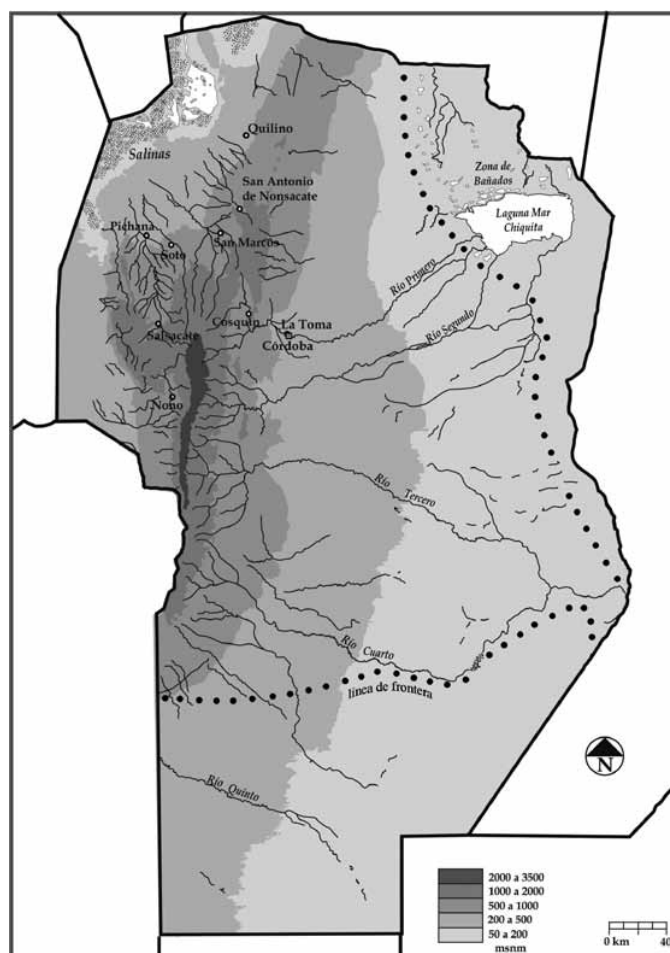 Quilino
Salinas
Zona de
Bañados
San Antonio
de Nonsacate
Laguna Mar
Chiquita
Pichana
San Marcos
Soto
Río Primero
Cosquín
La Toma
Córdoba
Río Segundo
Salsacate
Nono
Río Tercero
Río Cuarto
línea de frontera
N
Río Quinto
2000 a 3500
1000 a 2000
500 a 1000
200 a 500
50 a 200
msnm
0 km 40